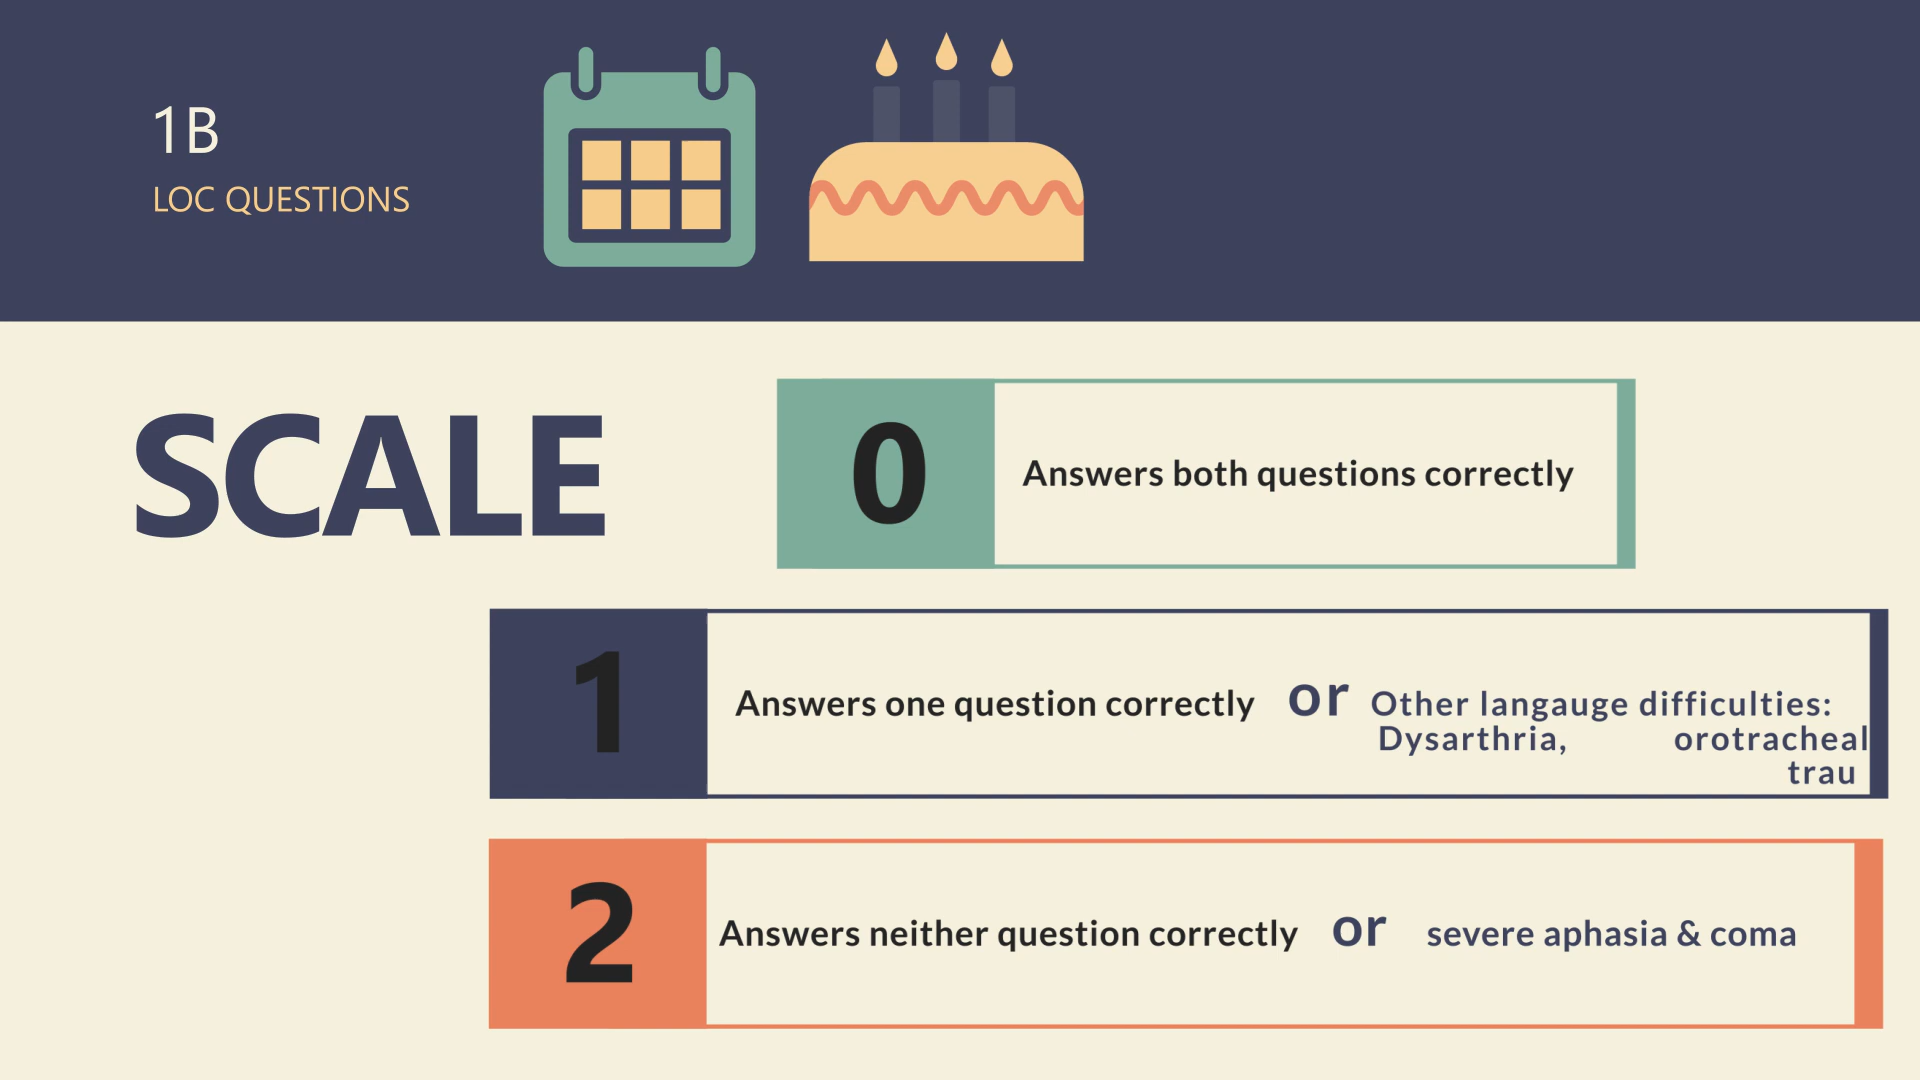 1B
LOC QUESTIONS
SCALE
0
Answers both questions correctly
1
Answers one question correctly or Other langauge difficulties:
Dysarthria, orotracheal
trau
2
Answers neither question correctly or severe aphasia & coma